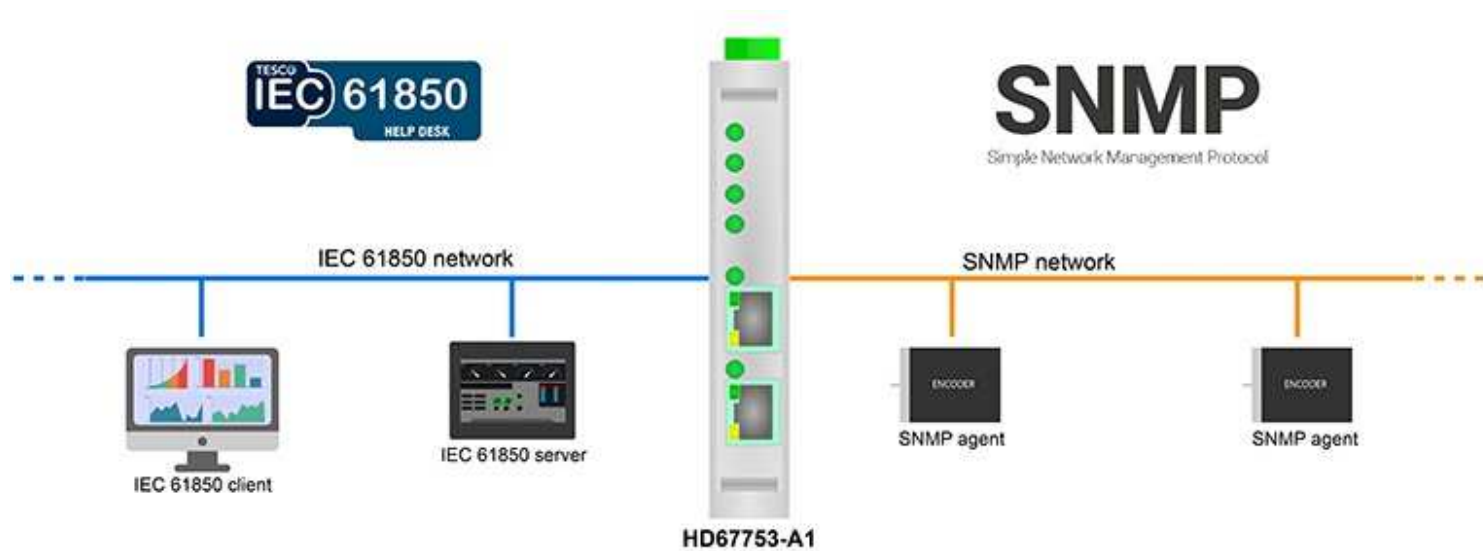 TESCO
IEC 61850
HELP DESK
SNMP
Simple Network Management Protocol
IEC 61850 network
SNMP network
ENCODER
ENCODER
IEC 61850 client
IEC 61850 server
SNMP agent
SNMP agent
HD67753-A1